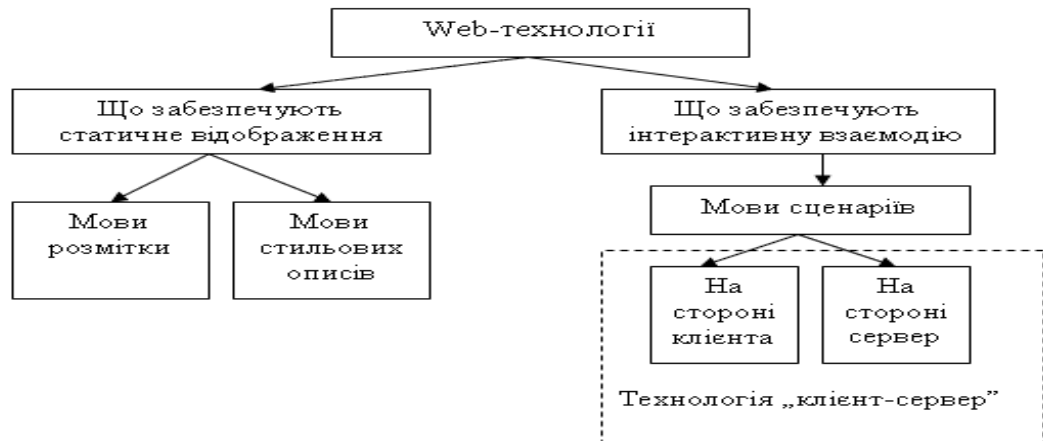 Web-технології
Що забезпечують
статичне відображення
Що забезпечують
інтерактивну взаємодію
Мови
розмітки
Мови
стильових
описів
Мови сценаріїв
На
стороні
клієнта
На
стороні
сервер
Технологія „клієнт-сервер”